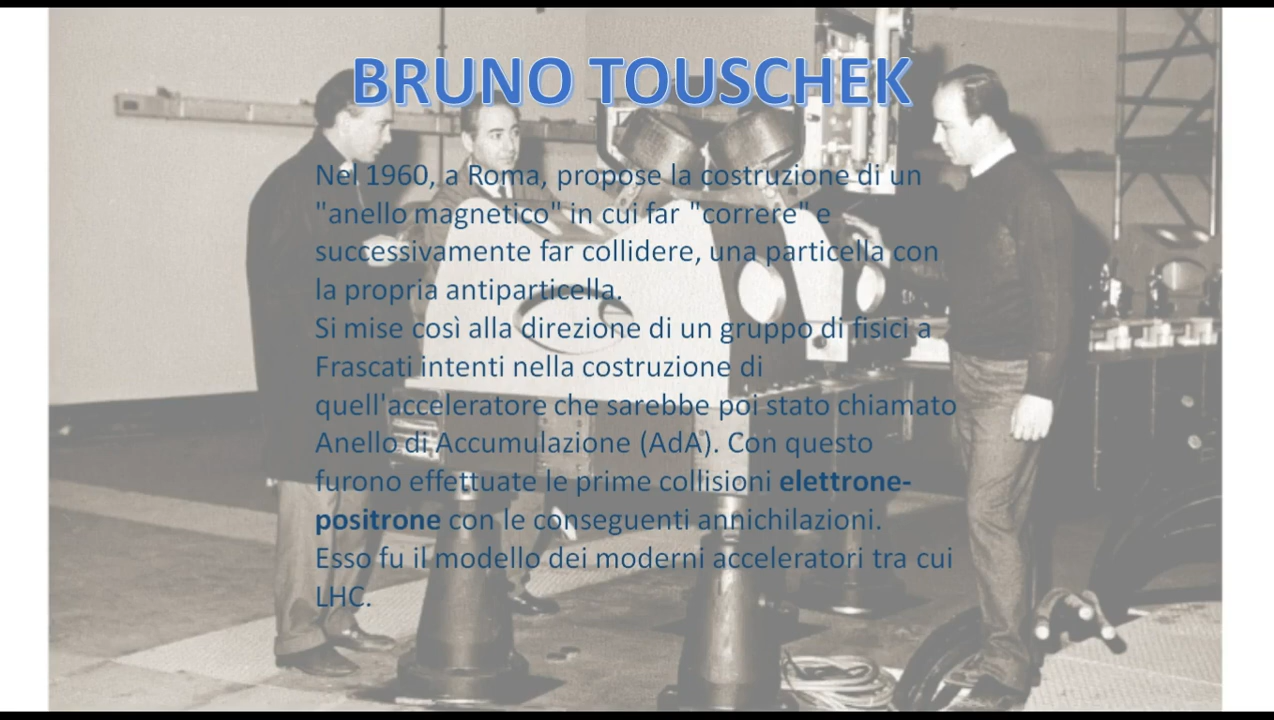 BRUNO TOUSCHEK
Nel 1960, a Roma, propose la costruzione di un
"anello magnetico" in cui far "correre" e
successivamente far collidere, una particella con
la propria antiparticella.
Si mise così alla direzione di un gruppo di fisici a
Frascati intenti nella costruzione di
quell'acceleratore che sarebbe poi stato chiamato
Anello di Accumulazione (AdA). Con questo
furono effettuate le prime collisioni elettrone-
positrone con le conseguenti annichilazioni.
Esso fu il modello dei moderni acceleratori tra cui
LHC.